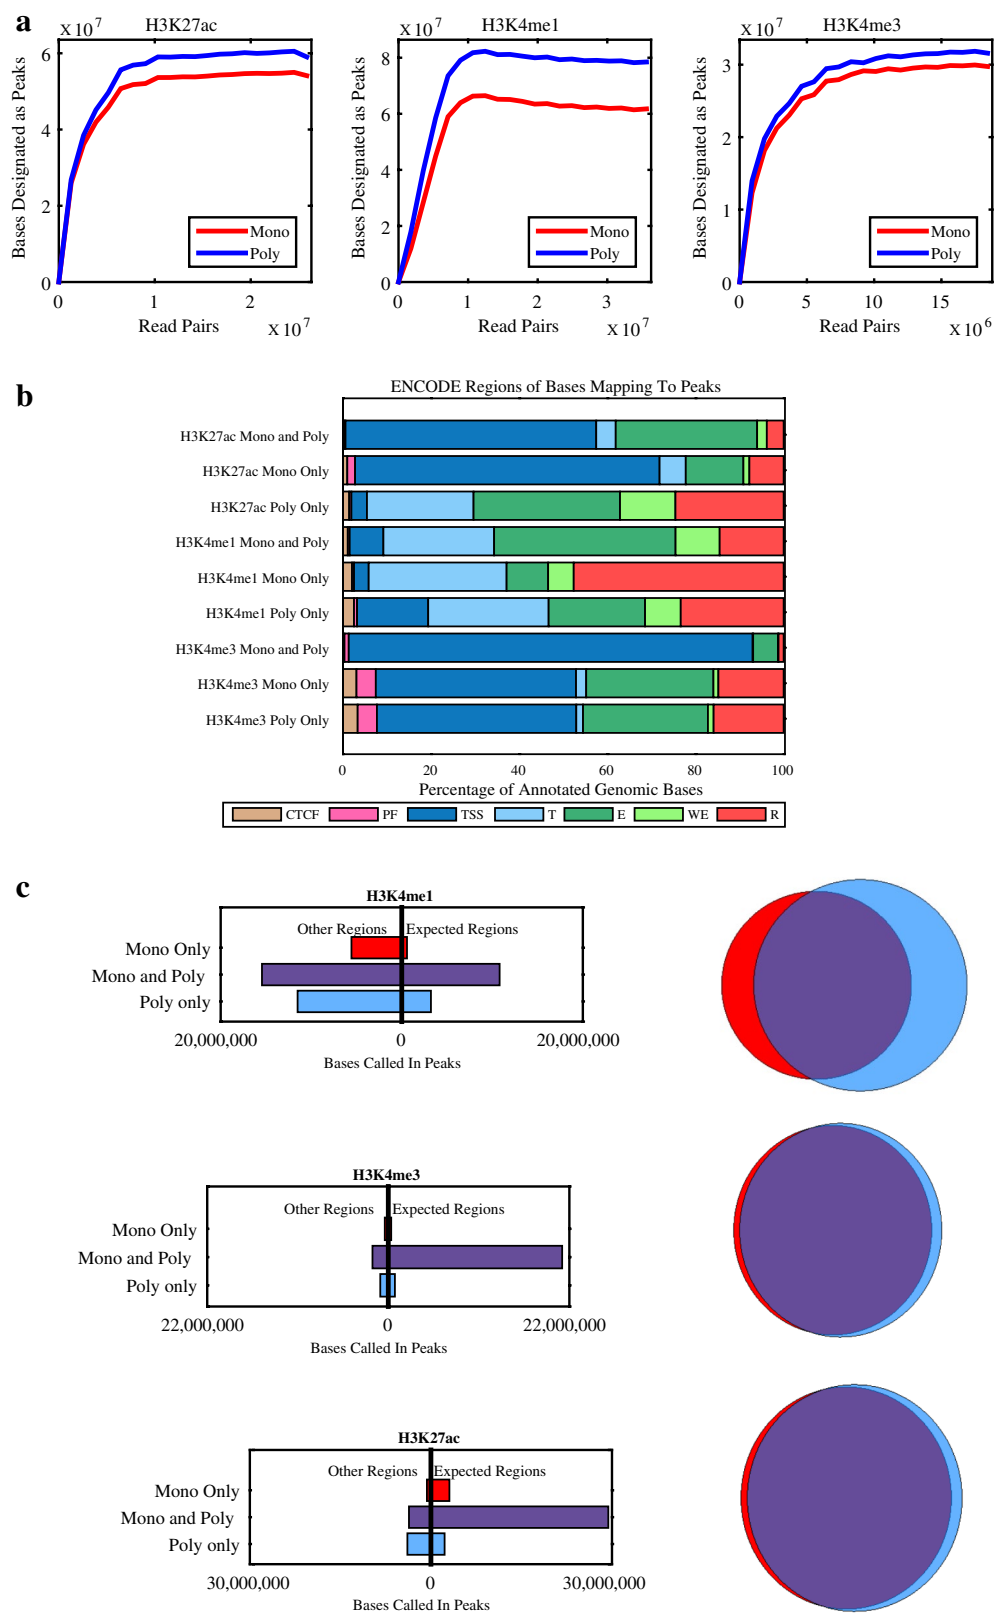 a
H3K27ac
X 10^7
Bases Designated as Peaks
6
4
2
0
0
1
2
Read Pairs
X 10^7
Mono
Poly
H3K4me1
X 10^7
Bases Designated as Peaks
8
6
4
2
0
0
1
2
3
Read Pairs
X 10^7
Mono
Poly
H3K4me3
X 10^7
Bases Designated as Peaks
3
2
1
0
0
5
10
15
Read Pairs
X 10^6
Mono
Poly
b
ENCODE Regions of Bases Mapping To Peaks
H3K27ac Mono and Poly
H3K27ac Mono Only
H3K27ac Poly Only
H3K4me1 Mono and Poly
H3K4me1 Mono Only
H3K4me1 Poly Only
H3K4me3 Mono and Poly
H3K4me3 Mono Only
H3K4me3 Poly Only
0 20 40 60 80 100
Percentage of Annotated Genomic Bases
CTCF PF TSS T E WE R
c
H3K4me1
Other Regions Expected Regions
Mono Only
Mono and Poly
Poly only
20,000,000 0 20,000,000
Bases Called In Peaks
H3K4me3
Other Regions Expected Regions
Mono Only
Mono and Poly
Poly only
22,000,000 0 22,000,000
Bases Called In Peaks
H3K27ac
Other Regions Expected Regions
Mono Only
Mono and Poly
Poly only
30,000,000 0 30,000,000
Bases Called In Peaks